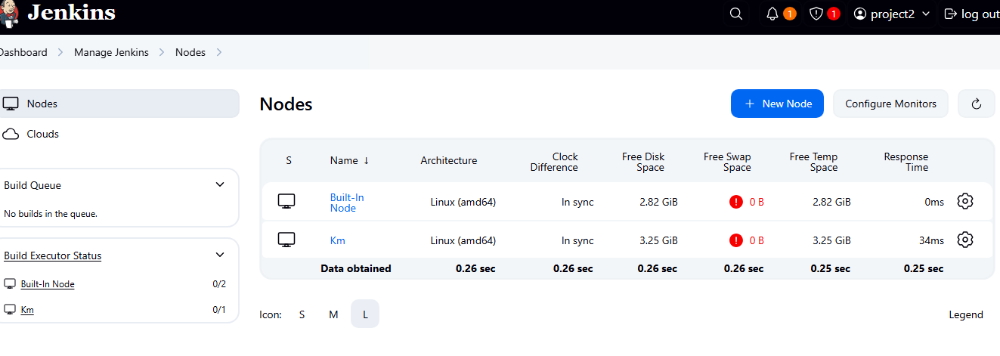 Jenkins
1
1
project2
log out
Dashboard
Manage Jenkins
Nodes
Nodes
Clouds
Build Queue
No builds in the queue.
Build Executor Status
Built-In Node 0/2
Km 0/1
Nodes
+ New Node
Configure Monitors
S Name ↓ Architecture Clock Difference Free Disk Space Free Swap Space Free Temp Space Response Time
Built-In Node Linux (amd64) In sync 2.82 GiB ! 0 B 2.82 GiB 0ms
Km Linux (amd64) In sync 3.25 GiB ! 0 B 3.25 GiB 34ms
Data obtained 0.26 sec 0.26 sec 0.26 sec 0.26 sec 0.25 sec 0.25 sec
Icon: S M L
Legend